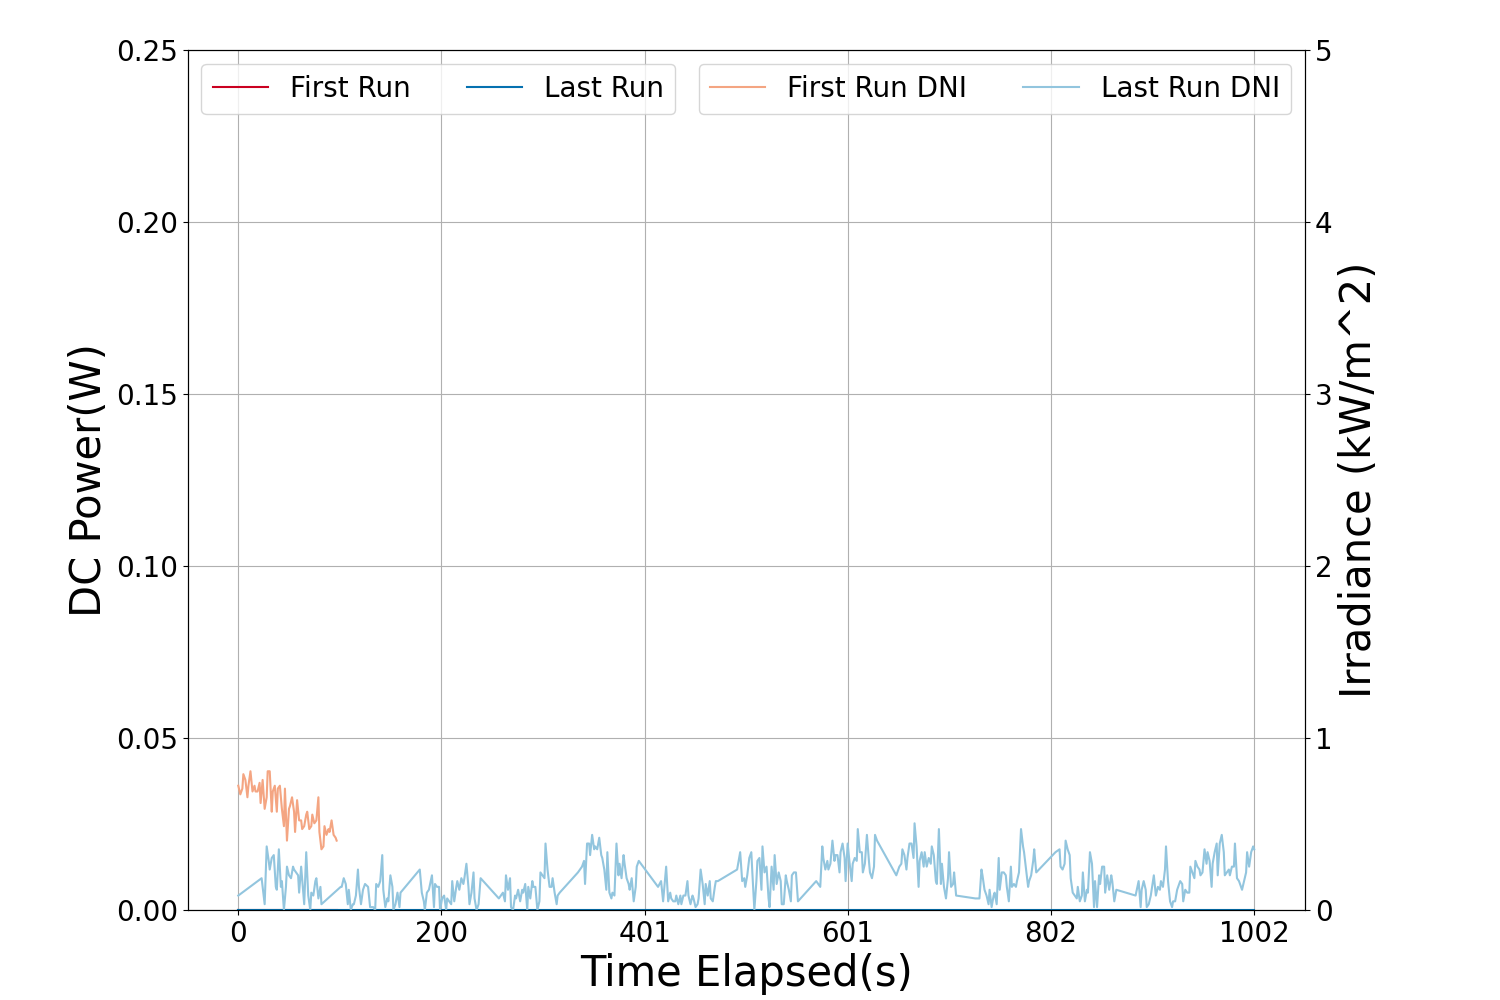 First Run
Last Run
First Run DNI
Last Run DNI
DC Power(W)
0.25
0.20
0.15
0.10
0.05
0.00
5
4
3
2
1
0
Irradiance (kW/m^2)
0 200 401 601 802 1002
Time Elapsed(s)